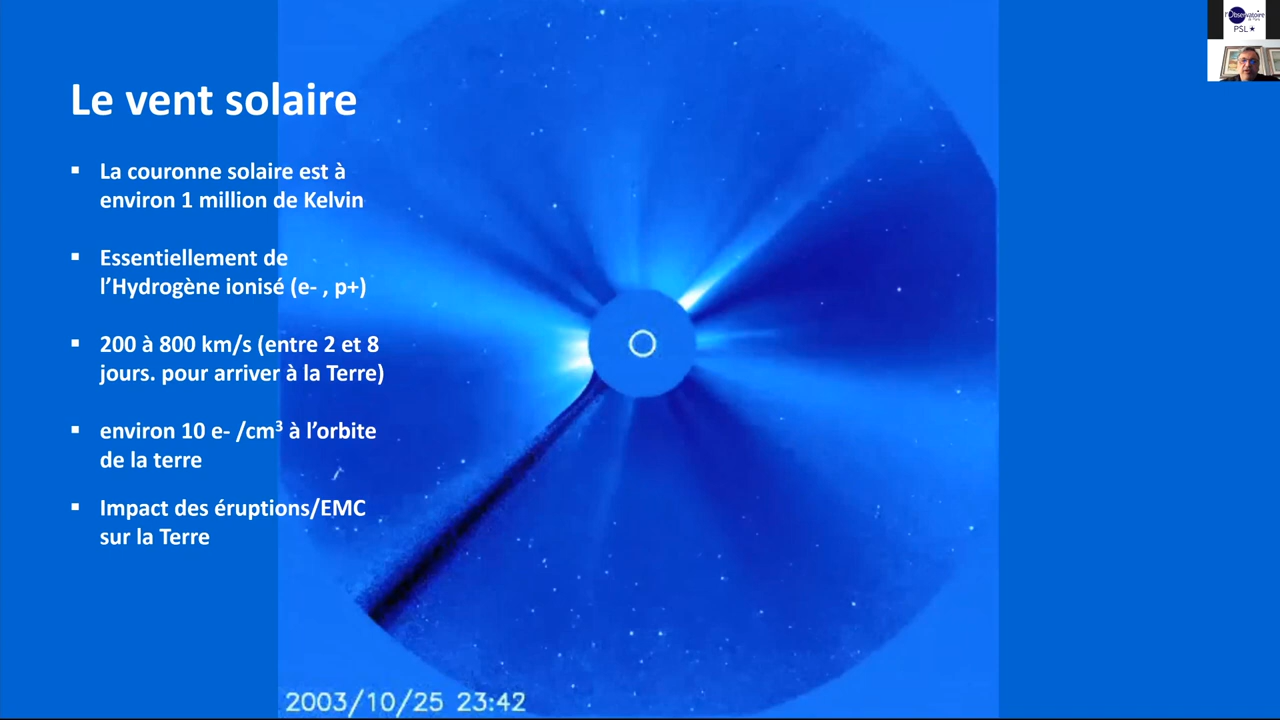 Le vent solaire
▪ La couronne solaire est à
environ 1 million de Kelvin
▪ Essentiellement de
l’Hydrogène ionisé (e- , p+)
▪ 200 à 800 km/s (entre 2 et 8
jours. pour arriver à la Terre)
▪ environ 10 e- /cm³ à l’orbite
de la terre
▪ Impact des éruptions/EMC
sur la Terre
2003/10/25 23:42
l'Observatoire
PSL★